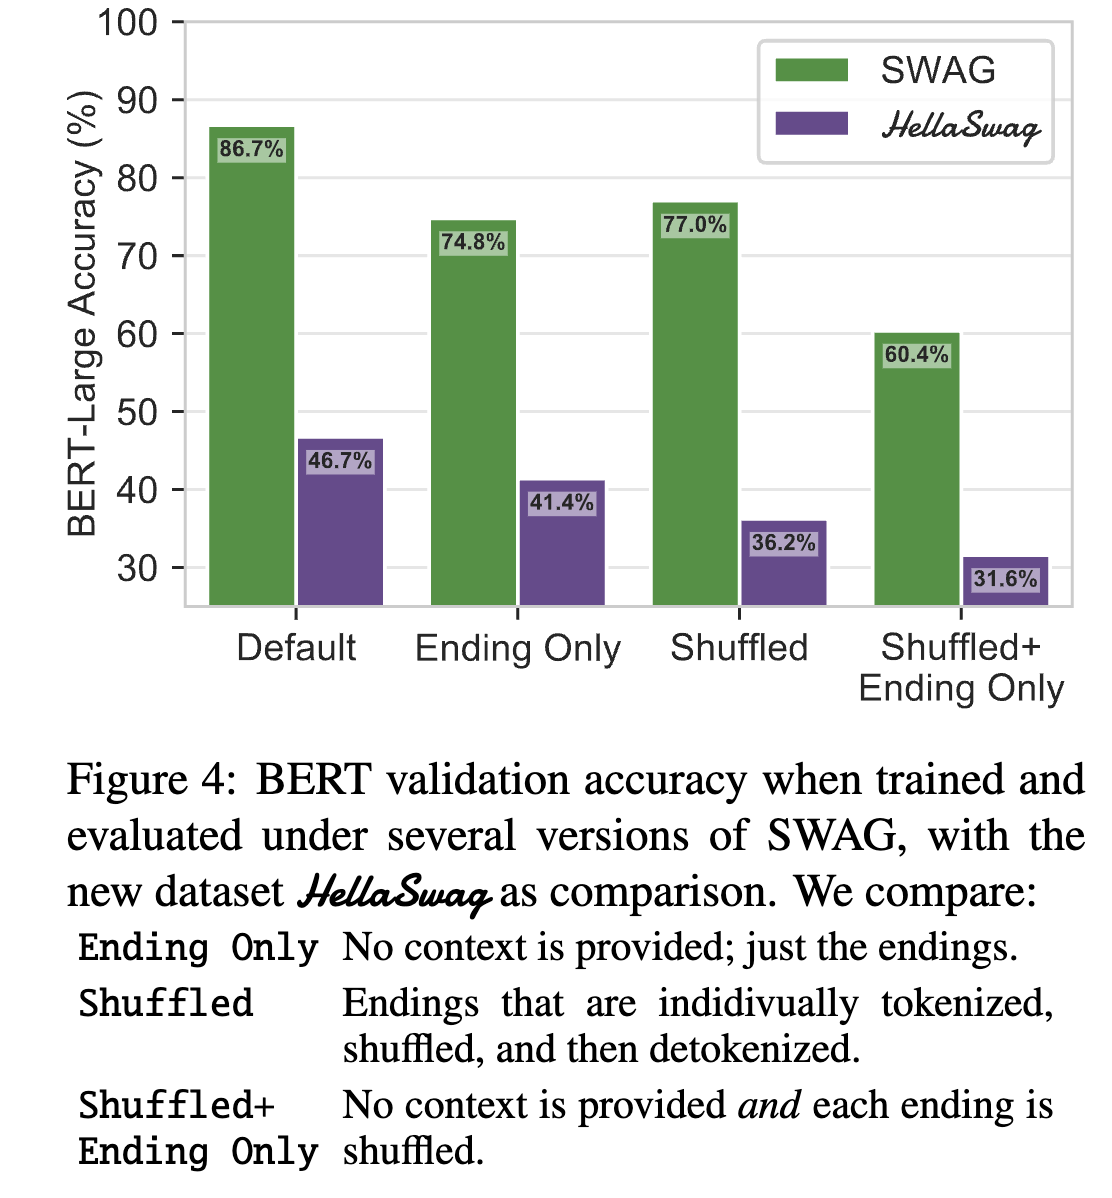 100
90
80
70
60
50
40
30
BERT-Large Accuracy (%)
SWAG
HellaSwag
86.7%
46.7%
74.8%
41.4%
77.0%
36.2%
60.4%
31.6%
Default
Ending Only
Shuffled
Shuffled+
Ending Only
Figure 4: BERT validation accuracy when trained and
evaluated under several versions of SWAG, with the
new dataset HellaSwag as comparison. We compare:
Ending Only No context is provided; just the endings.
Shuffled Endings that are indidivually tokenized,
shuffled, and then detokenized.
Shuffled+ No context is provided and each ending is
Ending Only shuffled.